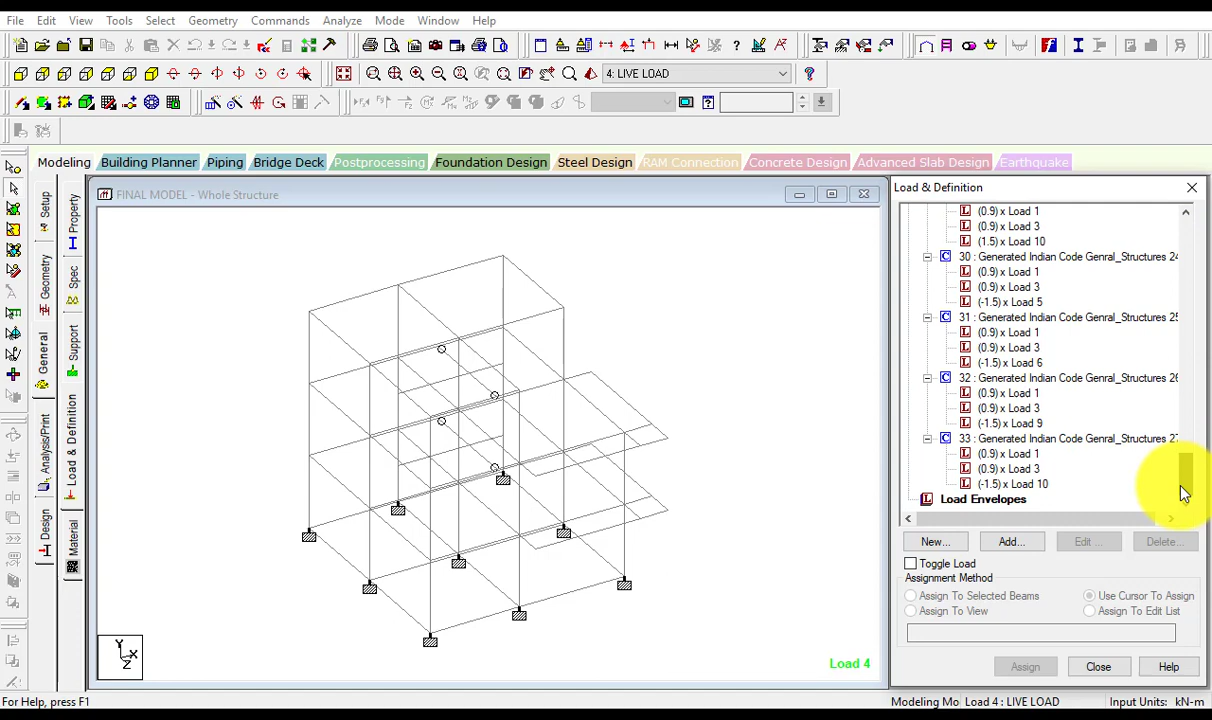 File Edit View Tools Select Geometry Commands Analyze Mode Window Help
4: LIVE LOAD
Modeling Building Planner Piping Bridge Deck Postprocessing Foundation Design Steel Design RAM Connection Concrete Design Advanced Slab Design Earthquake
FINAL MODEL - Whole Structure
Load & Definition
Setup
Geometry
General
Analysis/Print
Design
Property
Spec
Support
Load & Definition
Material
(0.9) x Load 1
(0.9) x Load 3
(1.5) x Load 10
30 : Generated Indian Code Genral_Structures 24
(0.9) x Load 1
(0.9) x Load 3
(-1.5) x Load 5
31 : Generated Indian Code Genral_Structures 25
(0.9) x Load 1
(0.9) x Load 3
(-1.5) x Load 6
32 : Generated Indian Code Genral_Structures 26
(0.9) x Load 1
(0.9) x Load 3
(-1.5) x Load 9
33 : Generated Indian Code Genral_Structures 27
(0.9) x Load 1
(0.9) x Load 3
(-1.5) x Load 10
Load Envelopes
New... Add... Edit ... Delete...
Toggle Load
Assignment Method
Assign To Selected Beams Use Cursor To Assign
Assign To View Assign To Edit List
Assign Close Help
Y
X
Z
Load 4
For Help, press F1 Modeling Mo Load 4 : LIVE LOAD Input Units: kN-m